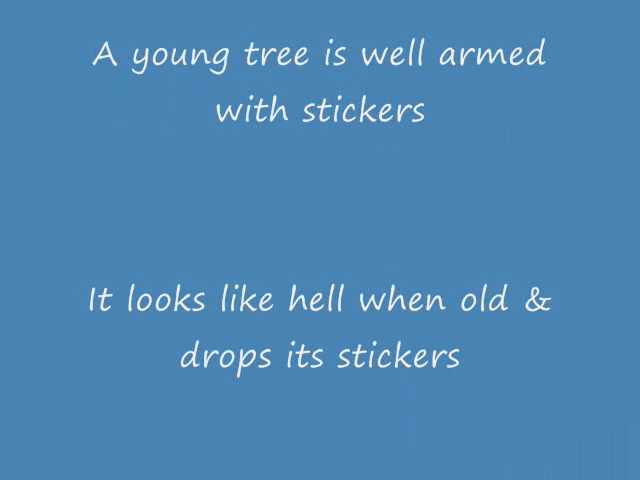 A young tree is well armed
with stickers
It looks like hell when old &
drops its stickers